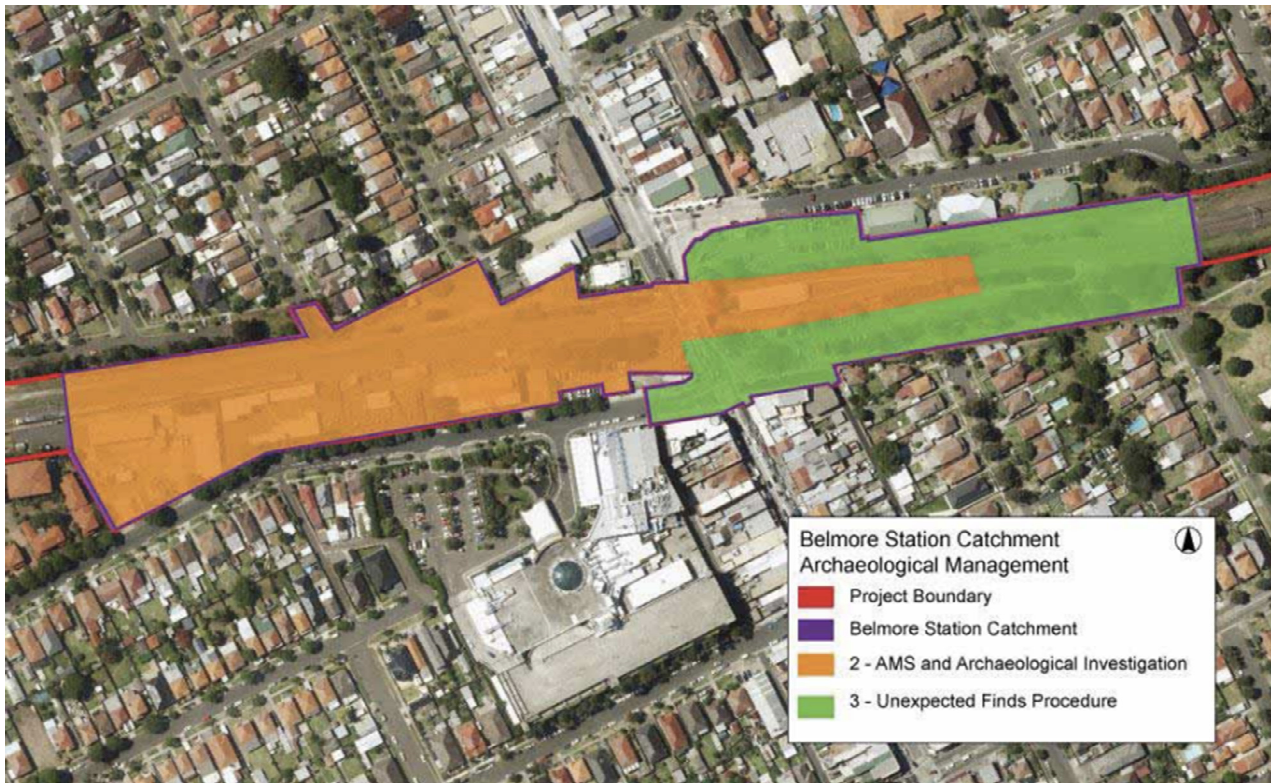 Belmore Station Catchment
Archaeological Management
Project Boundary
Belmore Station Catchment
2 - AMS and Archaeological Investigation
3 - Unexpected Finds Procedure